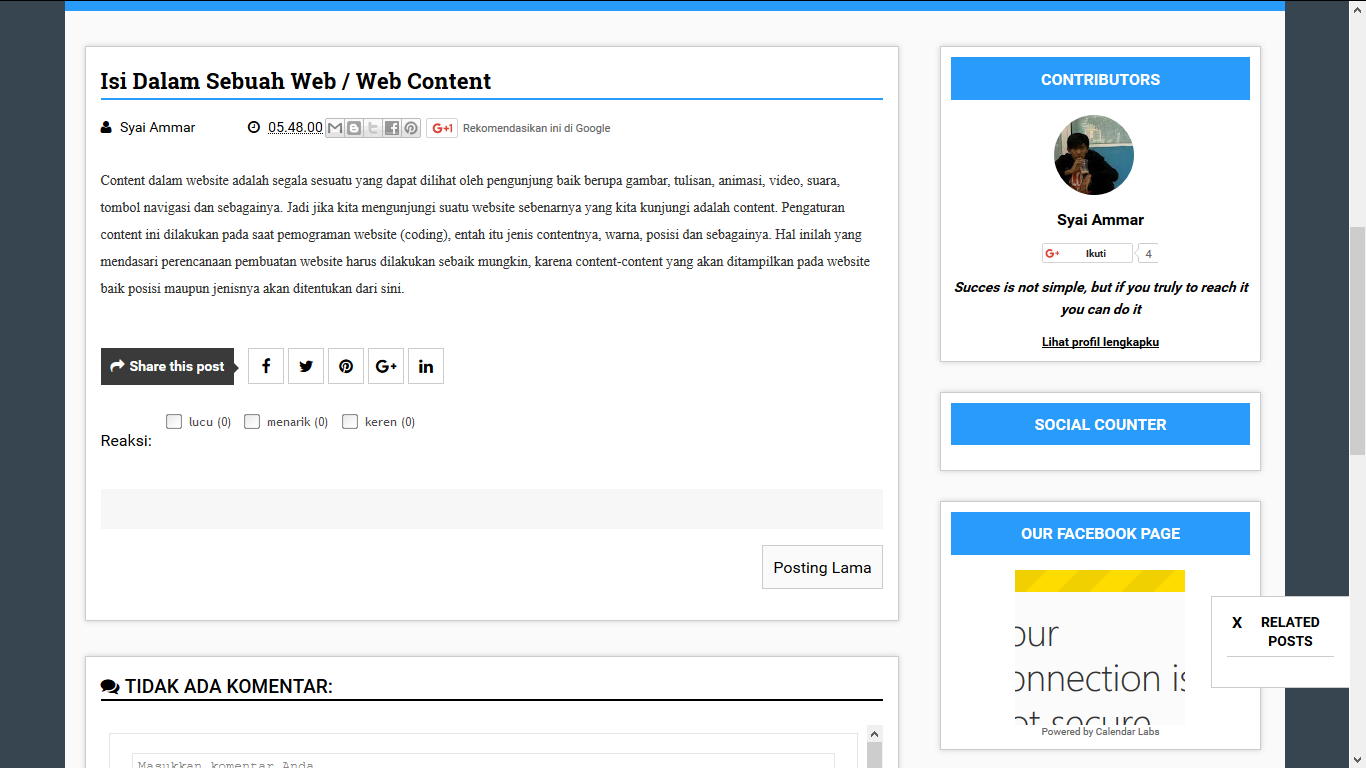 Isi Dalam Sebuah Web / Web Content
Syai Ammar 05.48.00 G+1 Rekomendasikan ini di Google
Content dalam website adalah segala sesuatu yang dapat dilihat oleh pengunjung baik berupa gambar, tulisan, animasi, video, suara,
tombol navigasi dan sebagainya. Jadi jika kita mengunjungi suatu website sebenarnya yang kita kunjungi adalah content. Pengaturan
content ini dilakukan pada saat pemograman website (coding), entah itu jenis contentnya, warna, posisi dan sebagainya. Hal inilah yang
mendasari perencanaan pembuatan website harus dilakukan sebaik mungkin, karena content-content yang akan ditampilkan pada website
baik posisi maupun jenisnya akan ditentukan dari sini.
Share this post
lucu (0) menarik (0) keren (0)
Reaksi:
Posting Lama
TIDAK ADA KOMENTAR:
Masukkan komentar Anda
CONTRIBUTORS
Syai Ammar
G+ Ikuti 4
Succes is not simple, but if you truly to reach it
you can do it
Lihat profil lengkapku
SOCIAL COUNTER
OUR FACEBOOK PAGE
our
onnection is
ot secure
Powered by Calendar Labs
X RELATED
POSTS